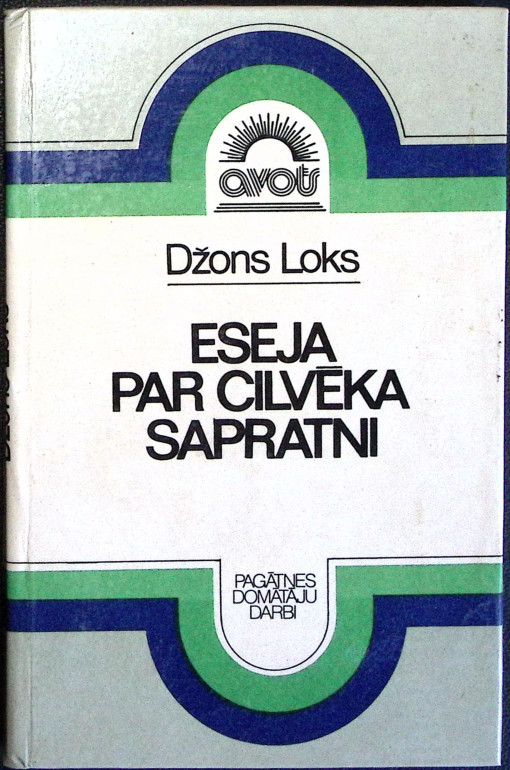 avots
Džons Loks
ESEJA
PAR CILVĒKA
SAPRATNI
PAGĀTNES
DOMĀTĀJU
DARBI